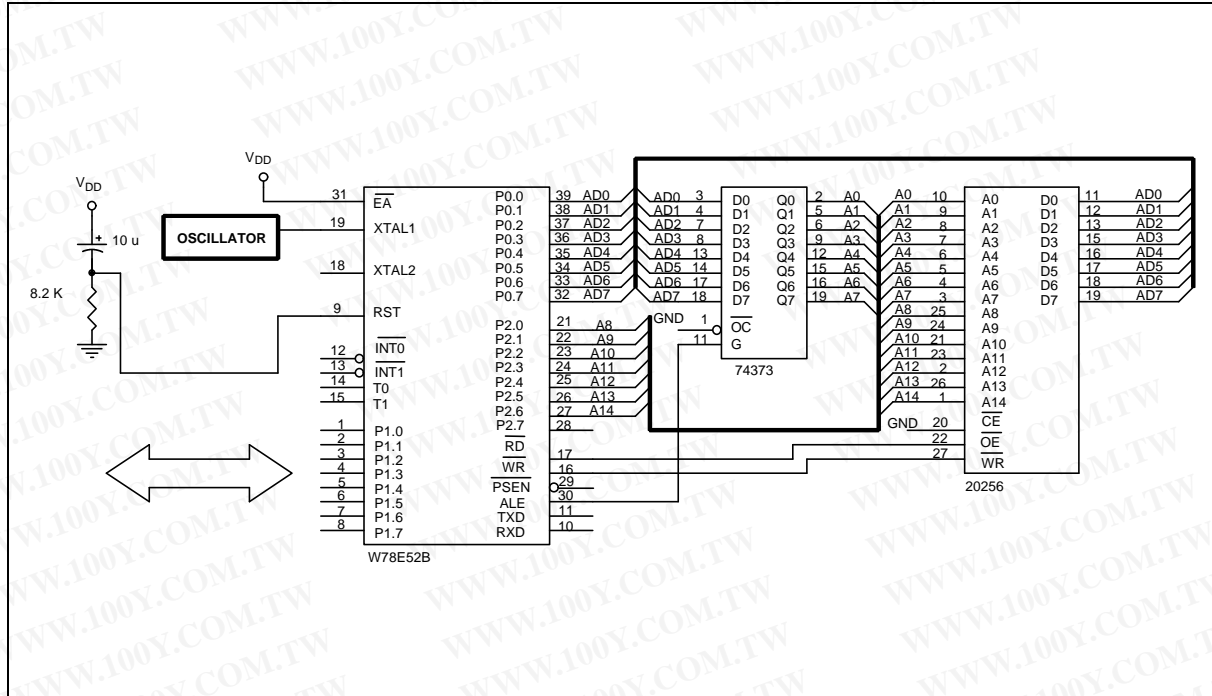 VDD
10 u
8.2 K
VDD
OSCILLATOR
31 EA
19 XTAL1
18 XTAL2
9 RST
12 INT0
13 INT1
14 T0
15 T1
1 P1.0
2 P1.1
3 P1.2
4 P1.3
5 P1.4
6 P1.5
7 P1.6
8 P1.7
P0.0 39 AD0
P0.1 38 AD1
P0.2 37 AD2
P0.3 36 AD3
P0.4 35 AD4
P0.5 34 AD5
P0.6 33 AD6
P0.7 32 AD7
P2.0 21 A8
P2.1 22 A9
P2.2 23 A10
P2.3 24 A11
P2.4 25 A12
P2.5 26 A13
P2.6 27 A14
P2.7 28
RD 17
WR 16
PSEN 29
ALE 30
TXD 11
RXD 10
W78E52B
AD0 3 D0 Q0 2 A0
AD1 4 D1 Q1 5 A1
AD2 7 D2 Q2 6 A2
AD3 8 D3 Q3 9 A3
AD4 13 D4 Q4 12 A4
AD5 14 D5 Q5 15 A5
AD6 17 D6 Q6 16 A6
AD7 18 D7 Q7 19 A7
GND 1 OC
11 G
74373
A0 10 A0 D0 11 AD0
A1 9 A1 D1 12 AD1
A2 8 A2 D2 13 AD2
A3 7 A3 D3 15 AD3
A4 6 A4 D4 16 AD4
A5 5 A5 D5 17 AD5
A6 4 A6 D6 18 AD6
A7 3 A7 D7 19 AD7
A8 25 A8
A9 24 A9
A10 21 A10
A11 23 A11
A12 2 A12
A13 26 A13
A14 1 A14
GND 20 CE
22 OE
27 WR
20256
WWW.100Y.COM.TW